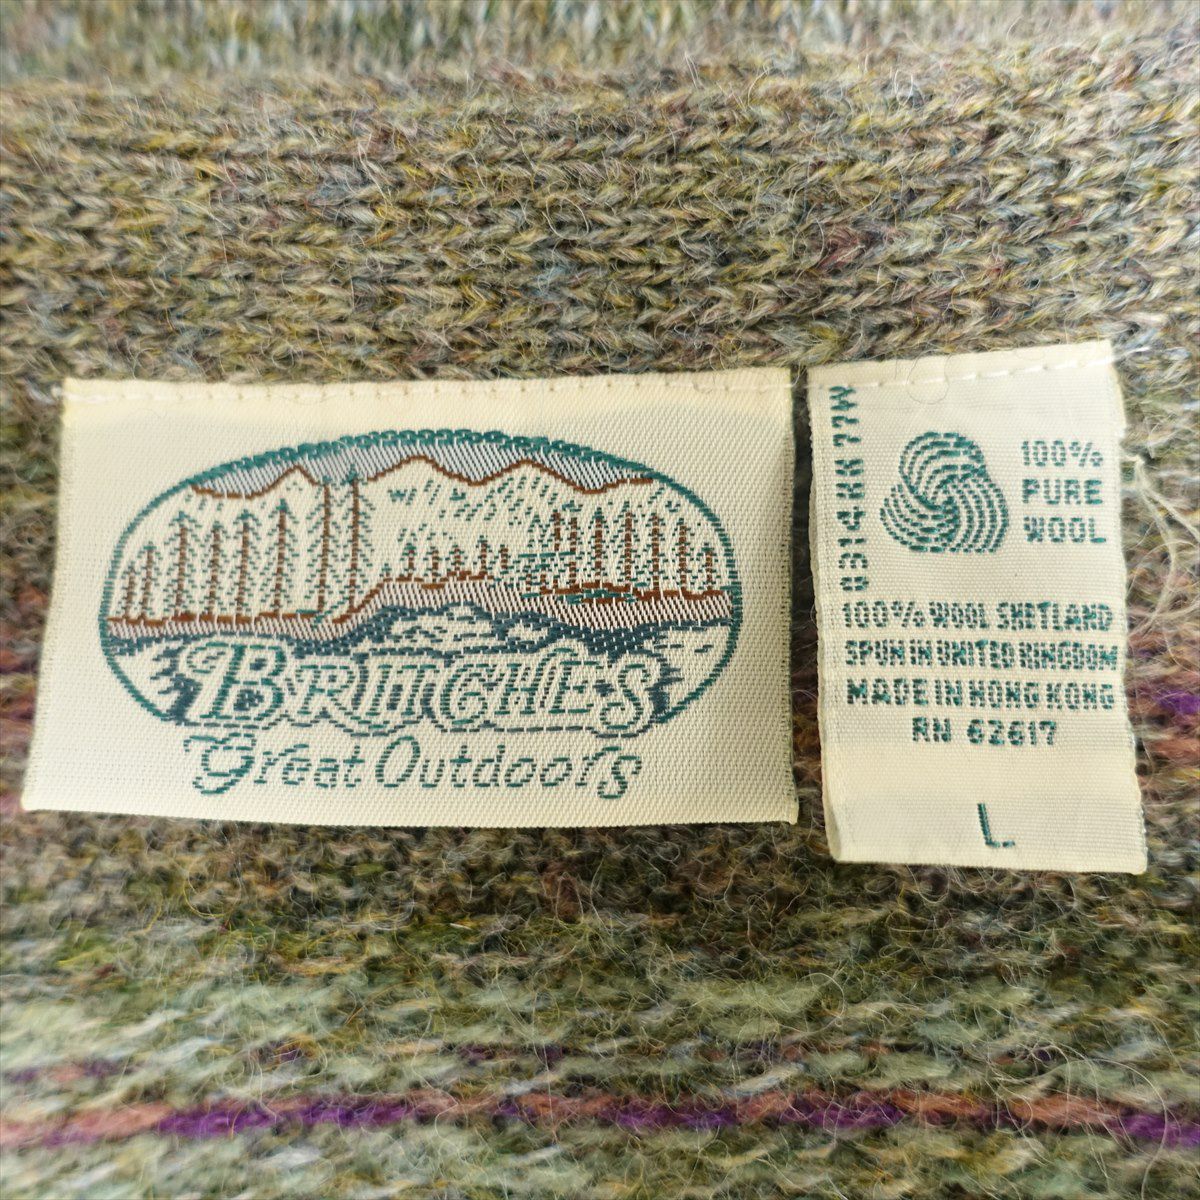 BRITCHES
Great Outdoors
100%
PURE
WOOL
100% WOOL SHETLAND
SPUN IN UNITED KINGDOM
MADE IN HONG KONG
RN 62617
L